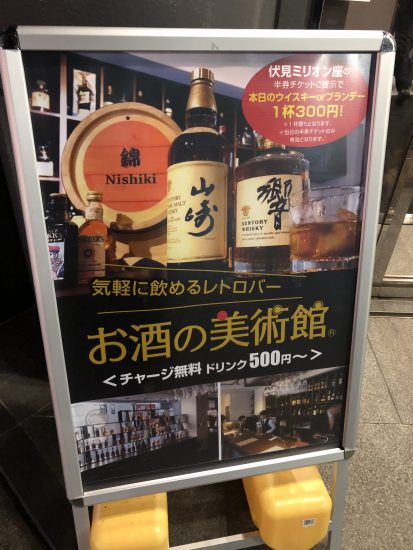 伏見ミリオン座の
半券チケットご提示で
本日のウイスキーorブランデー
1杯300円!
※1杯限りとなります。
※当日の半券チケットのみ
有効となります。
錦
Nishiki
山崎
響
SUNTORY
WHISKY
気軽に飲めるレトロバー
お酒の美術館®
<チャージ無料 ドリンク500円~>